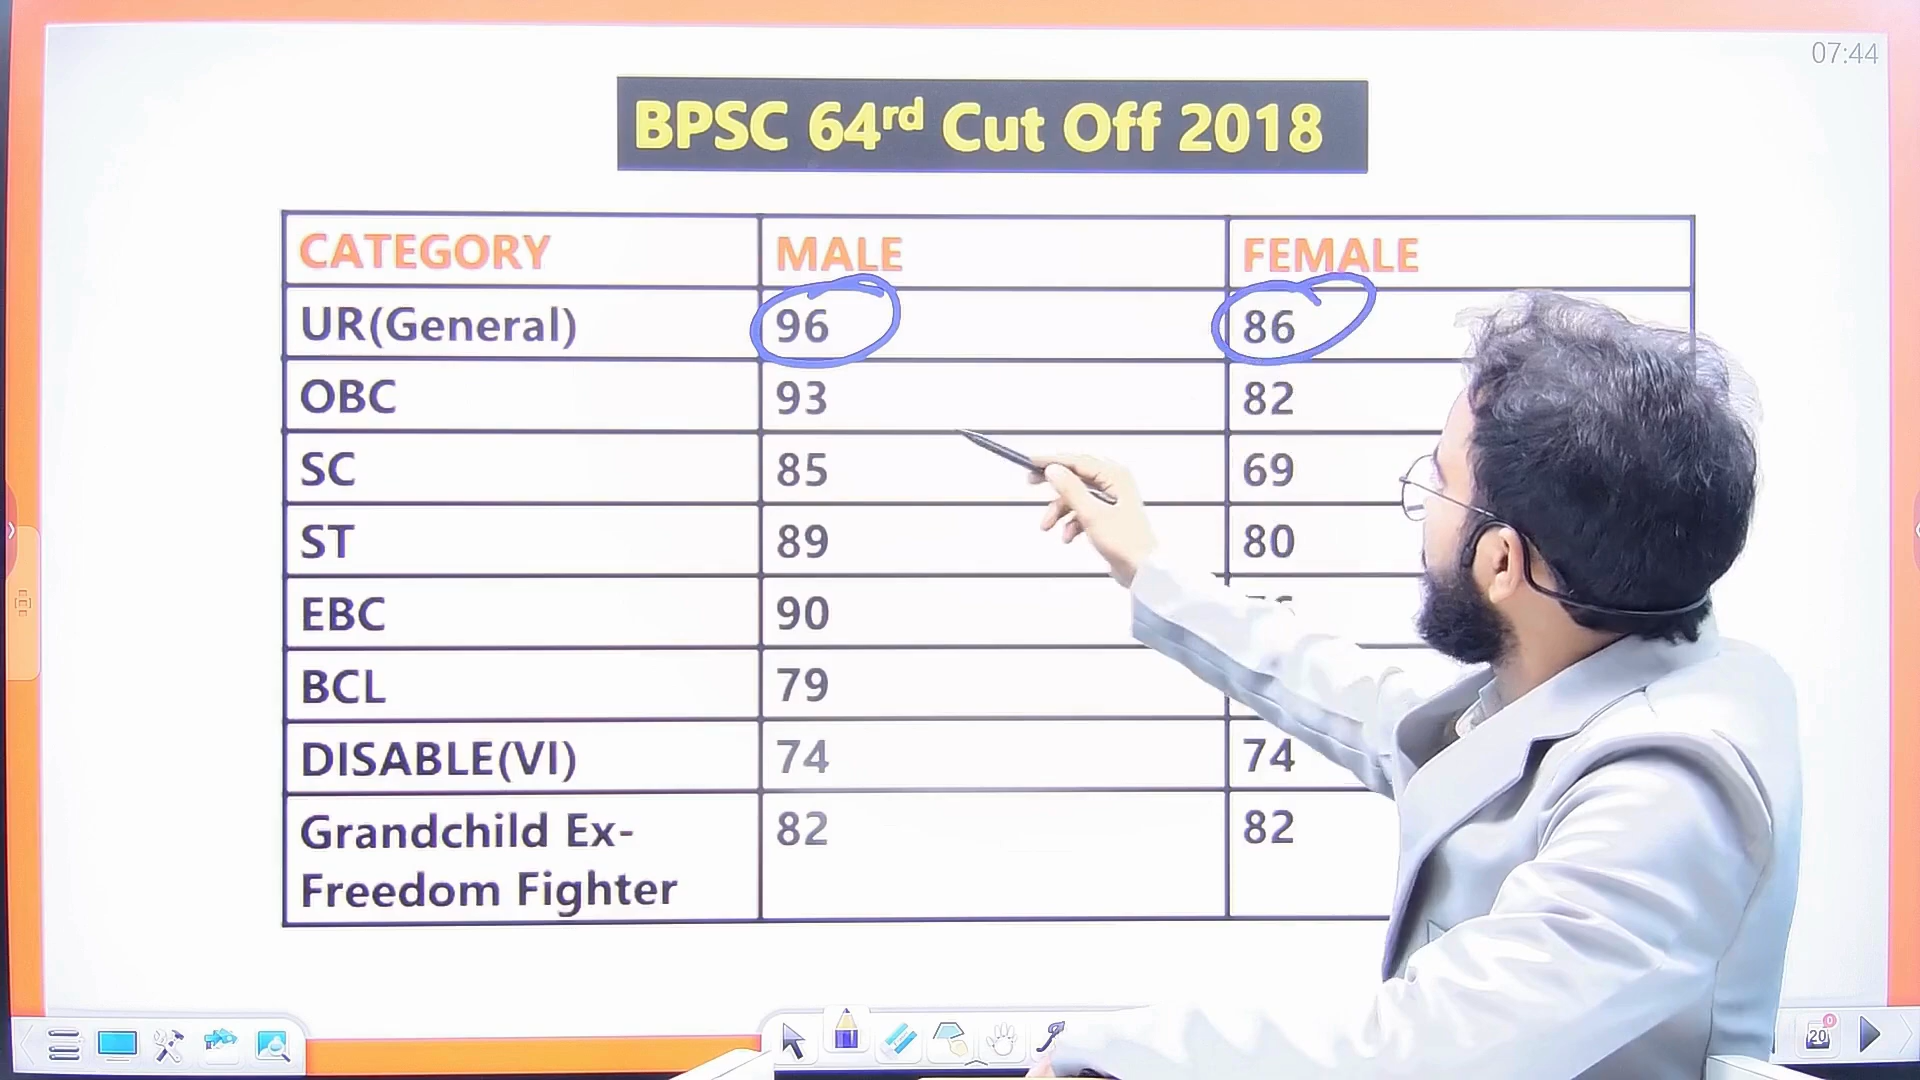 07:44
BPSC 64rd Cut Off 2018
CATEGORY MALE FEMALE
UR(General) 96 86
OBC 93 82
SC 85 69
ST 89 80
EBC 90
BCL 79
DISABLE(VI) 74 74
Grandchild Ex- 82 82
Freedom Fighter
20